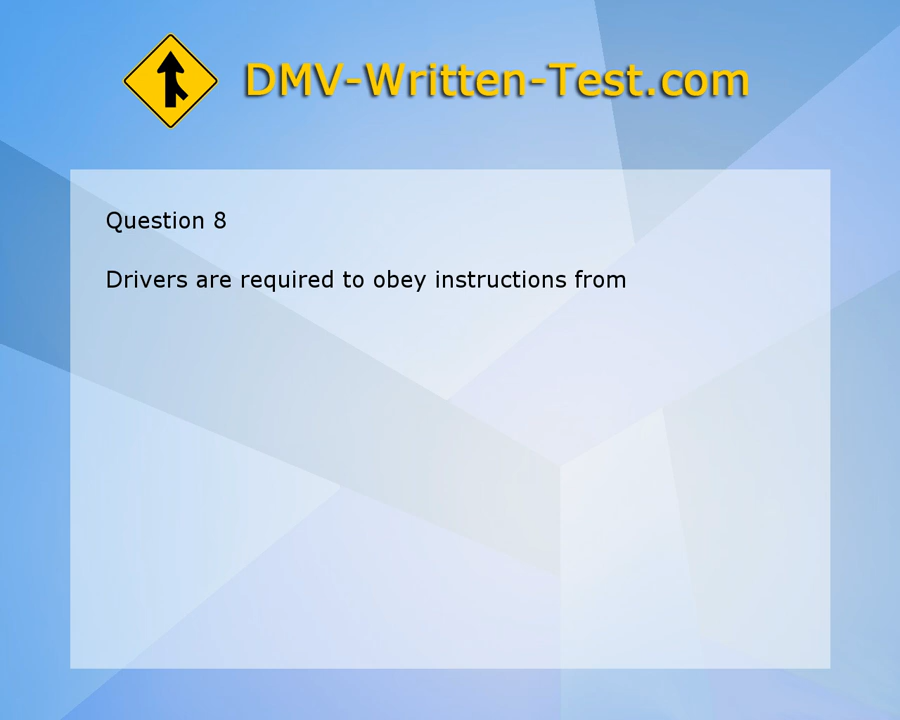 DMV-Written-Test.com
Question 8
Drivers are required to obey instructions from